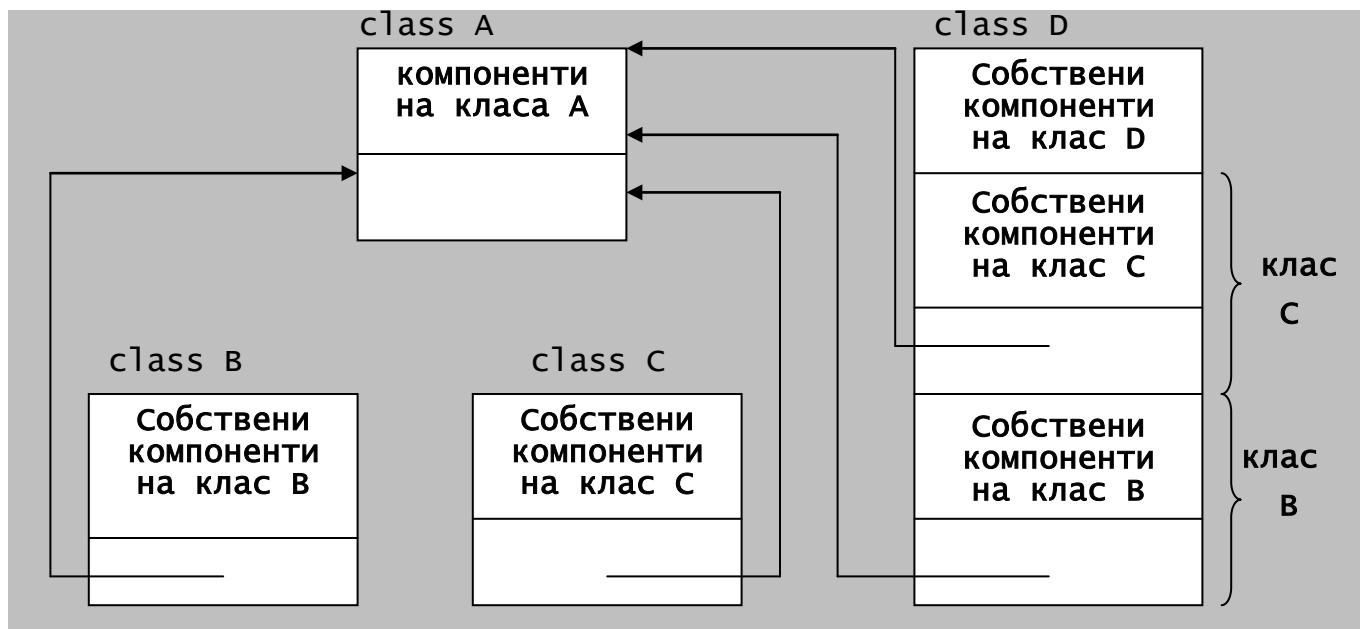 class A
компоненти
на класа A
class D
Собствени
компоненти
на клас D
Собствени
компоненти
на клас C
клас
C
class B
Собствени
компоненти
на клас B
class C
Собствени
компоненти
на клас C
Собствени
компоненти
на клас B
клас
B